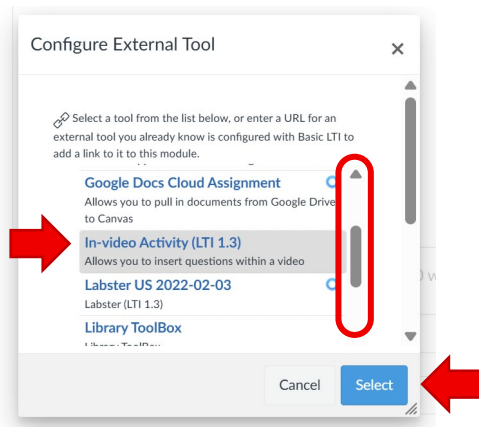 Configure External Tool
×
Select a tool from the list below, or enter a URL for an
external tool you already know is configured with Basic LTI to
add a link to it to this module.
Google Docs Cloud Assignment
Allows you to pull in documents from Google Drive
to Canvas
In-video Activity (LTI 1.3)
Allows you to insert questions within a video
Labster US 2022-02-03
Labster (LTI 1.3)
Library ToolBox
Library ToolBox
Cancel Select